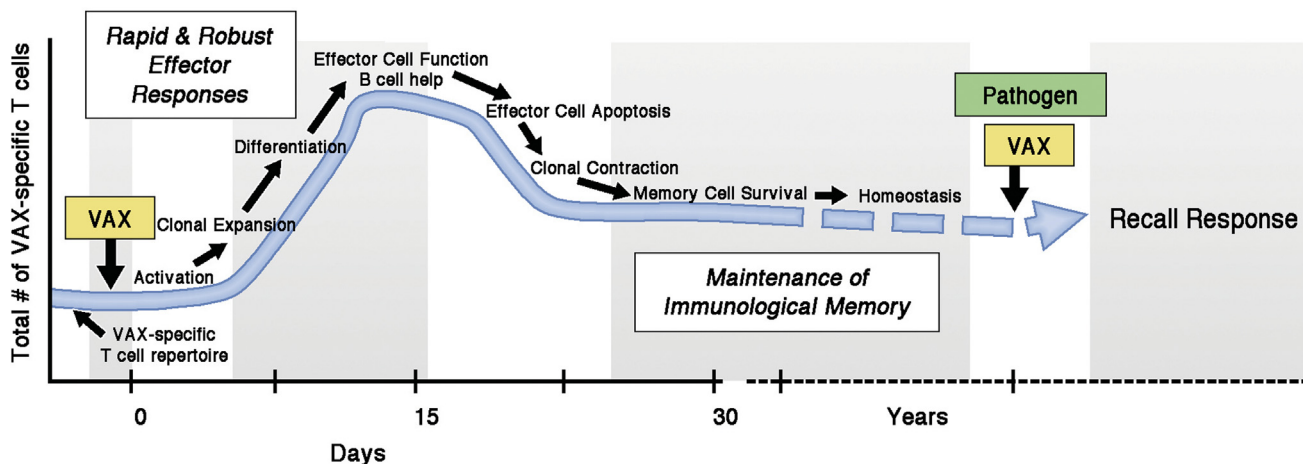 Total # of VAX-specific T cells
Rapid & Robust
Effector
Responses
VAX
VAX-specific
T cell repertoire
Activation
Clonal Expansion
Differentiation
Effector Cell Function
B cell help
Effector Cell Apoptosis
Clonal Contraction
Memory Cell Survival
Homeostasis
Maintenance of
Immunological Memory
Pathogen
VAX
Recall Response
0
15
30
Years
Days